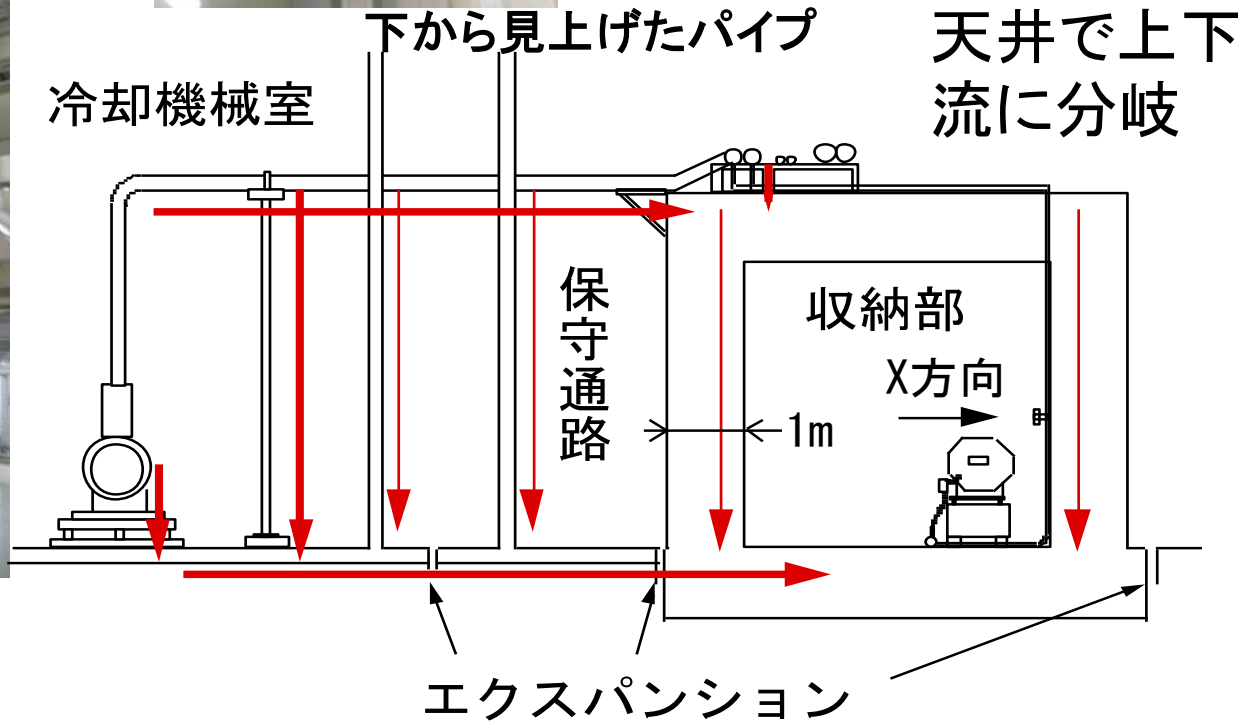 下から見上げたパイプ
天井で上下
流に分岐
冷却機械室
保守通路
収納部
X方向
1m
エクスパンション